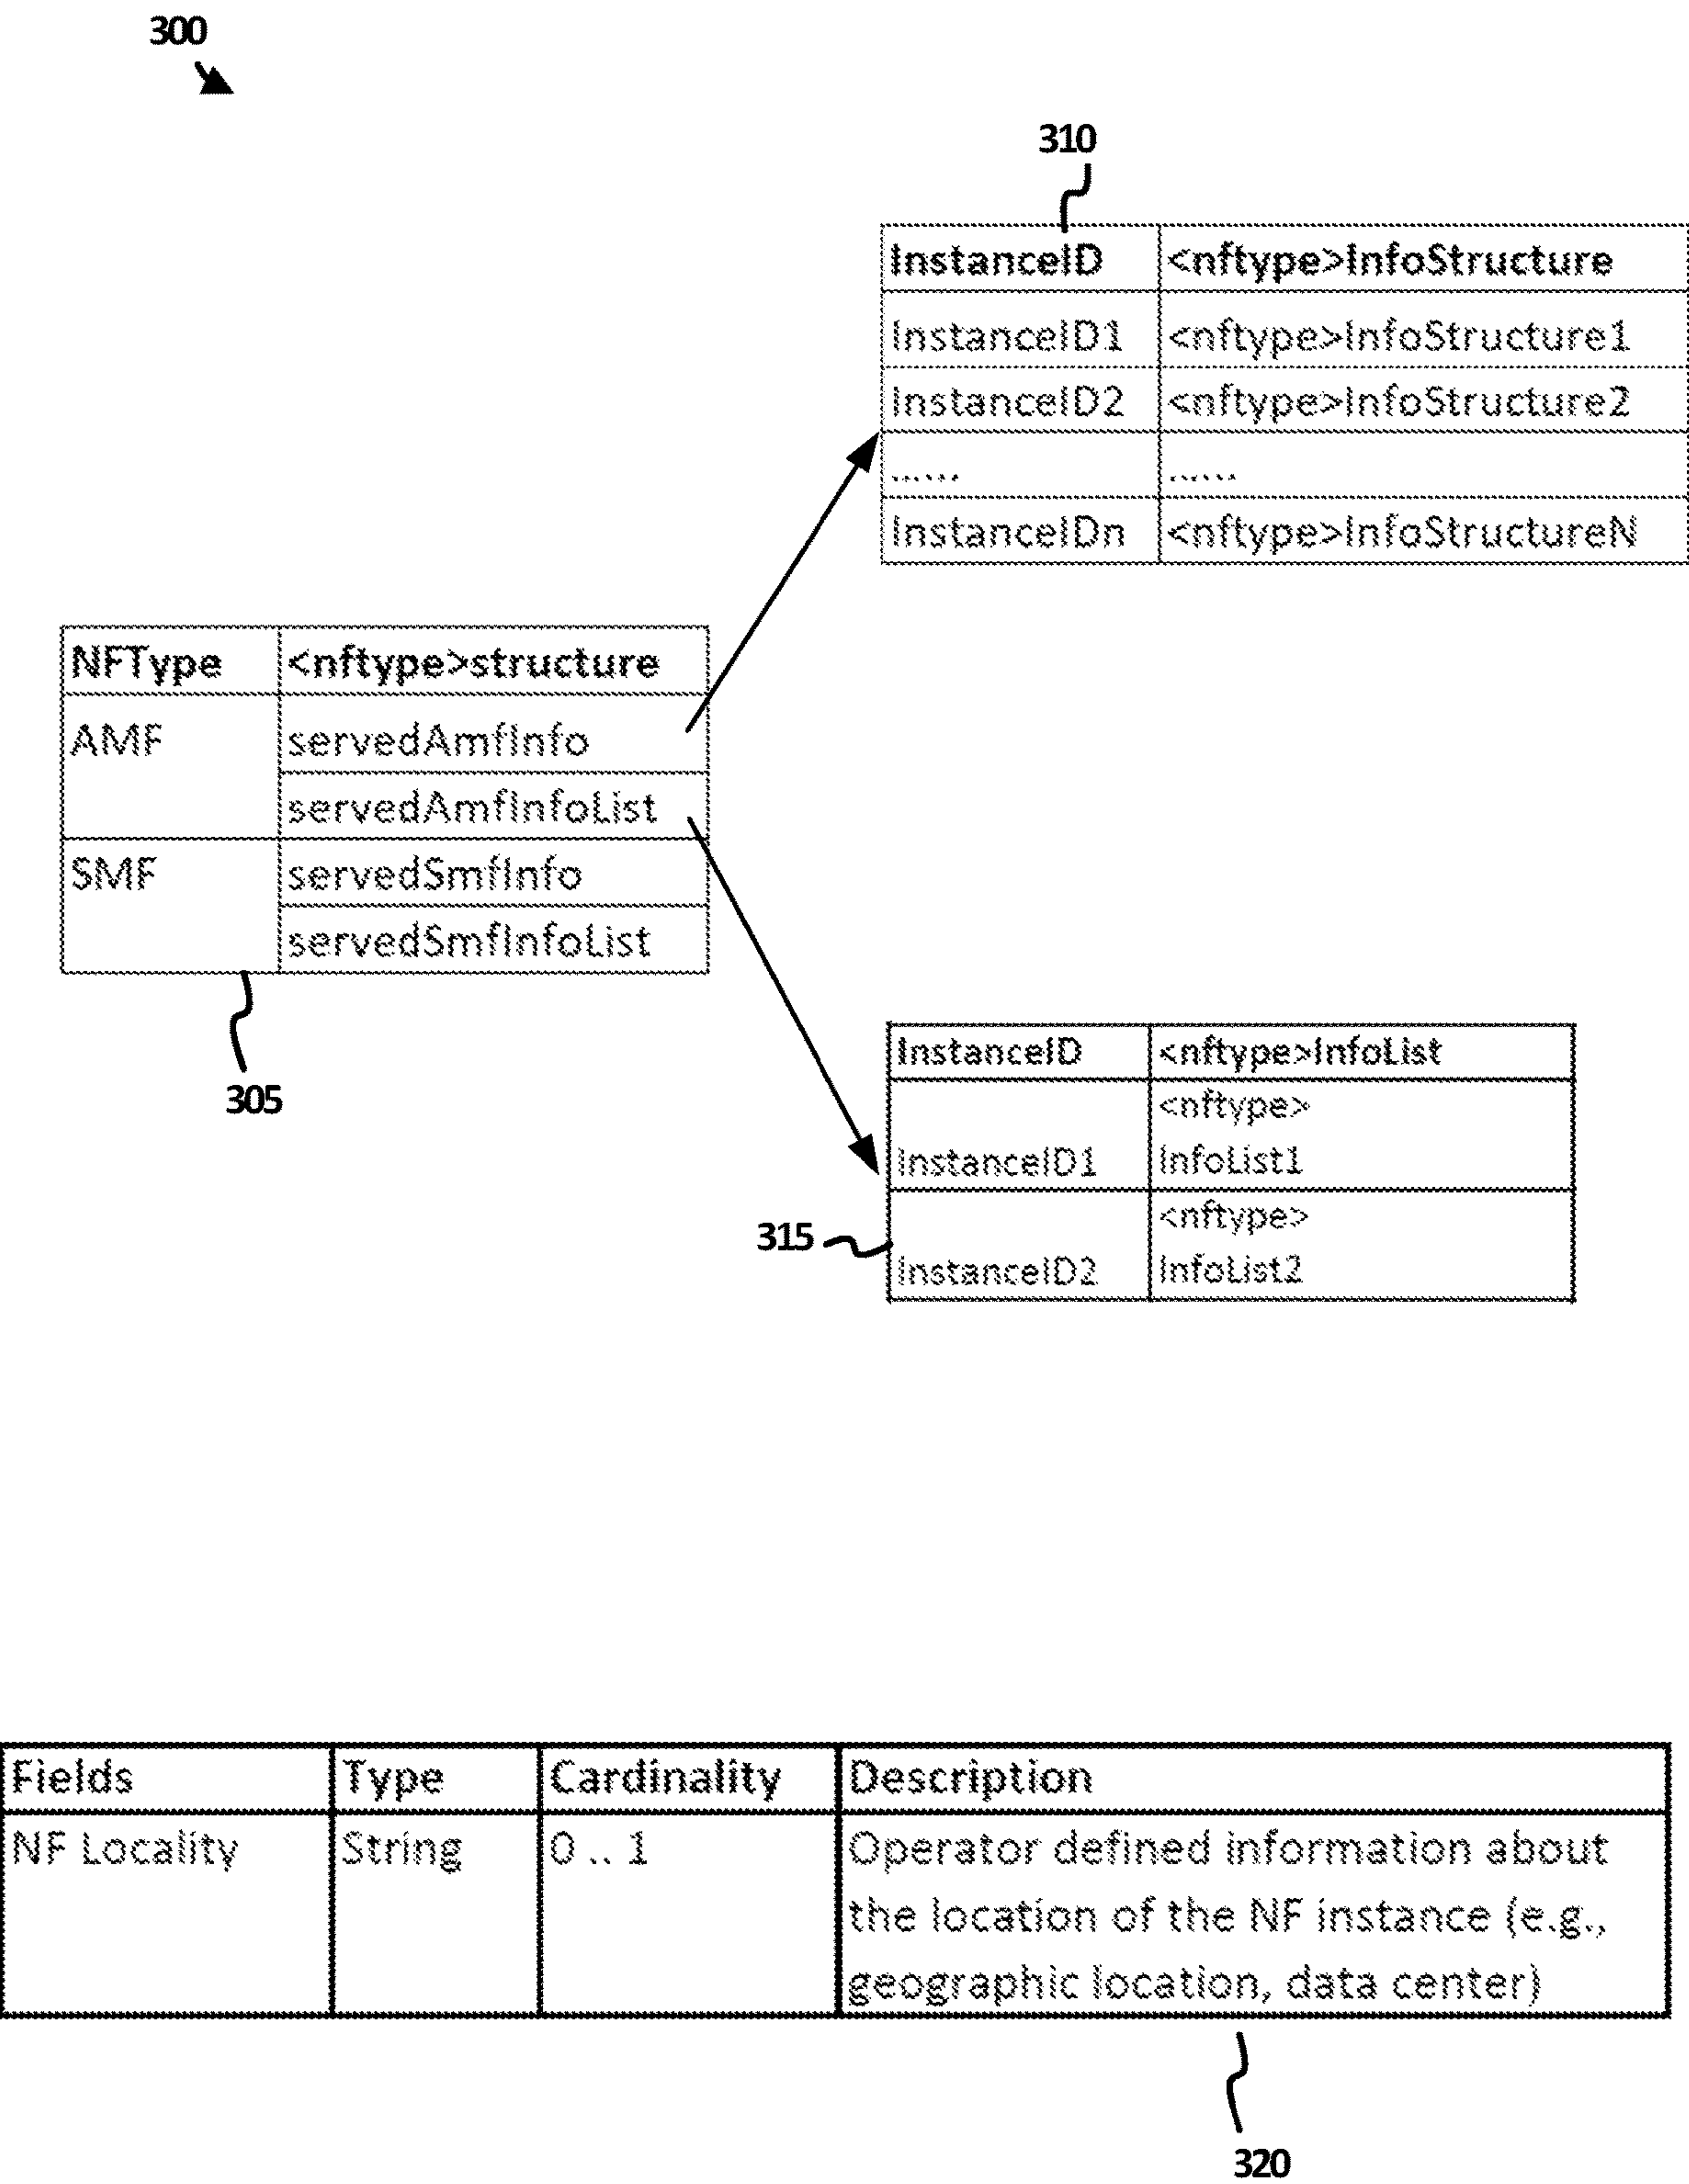 300
310
InstanceID <nftype>InfoStructure
InstanceID1 <nftype>InfoStructure1
InstanceID2 <nftype>InfoStructure2
...... ......
InstanceIDn <nftype>InfoStructureN
NFType <nftype>structure
AMF servedAmfInfo
servedAmfInfoList
SMF servedSmfInfo
servedSmfInfoList
305
InstanceID <nftype>InfoList
<nftype>
InstanceID1 InfoList1
<nftype>
InstanceID2 InfoList2
315
Fields Type Cardinality Description
NF Locality String 0 .. 1 Operator defined information about
the location of the NF instance (e.g.,
geographic location, data center)
320